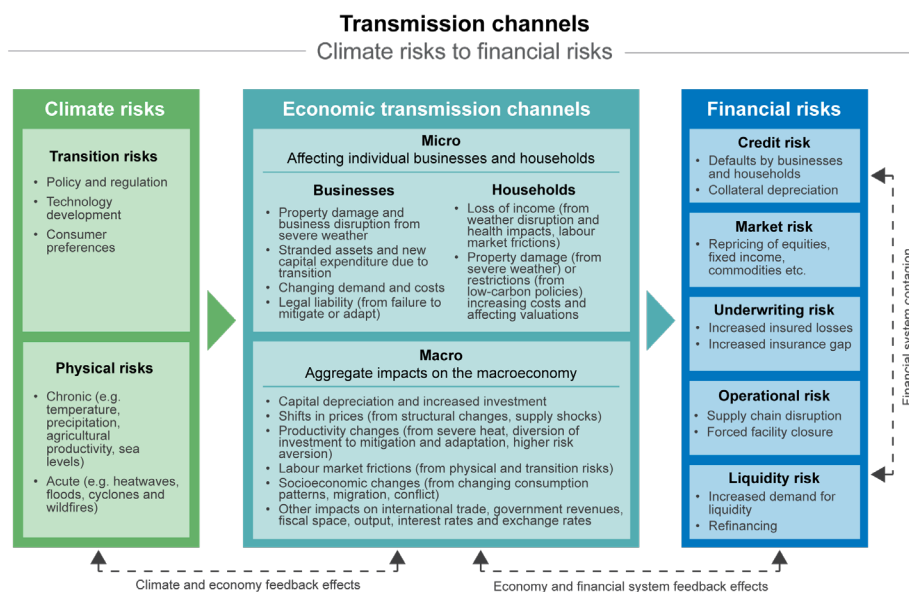 Transmission channels
Climate risks to financial risks
Climate risks
Transition risks
• Policy and regulation
• Technology
development
• Consumer
preferences
Physical risks
• Chronic (e.g.
temperature,
precipitation,
agricultural
productivity, sea
levels)
• Acute (e.g. heatwaves,
floods, cyclones and
wildfires)
Economic transmission channels
Micro
Affecting individual businesses and households
Businesses
• Property damage and
business disruption from
severe weather
• Stranded assets and new
capital expenditure due to
transition
• Changing demand and costs
• Legal liability (from failure to
mitigate or adapt)
Households
• Loss of income (from
weather disruption and
health impacts, labour
market frictions)
• Property damage (from
severe weather) or
restrictions (from
low-carbon policies)
increasing costs and
affecting valuations
Macro
Aggregate impacts on the macroeconomy
• Capital depreciation and increased investment
• Shifts in prices (from structural changes, supply shocks)
• Productivity changes (from severe heat, diversion of
investment to mitigation and adaptation, higher risk
aversion)
• Labour market frictions (from physical and transition risks)
• Socioeconomic changes (from changing consumption
patterns, migration, conflict)
• Other impacts on international trade, government revenues,
fiscal space, output, interest rates and exchange rates
Financial risks
Credit risk
• Defaults by businesses
and households
• Collateral depreciation
Market risk
• Repricing of equities,
fixed income,
commodities etc.
Underwriting risk
• Increased insured losses
• Increased insurance gap
Operational risk
• Supply chain disruption
• Forced facility closure
Liquidity risk
• Increased demand for
liquidity
• Refinancing
Financial system contagion
Climate and economy feedback effects
Economy and financial system feedback effects